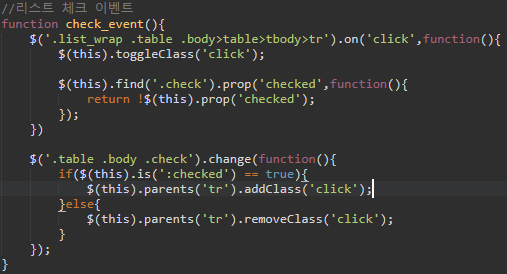 //리스트 체크 이벤트
function check_event(){
    $('.list_wrap .table .body>table>tbody>tr').on('click',function(){
        $(this).toggleClass('click');

        $(this).find('.check').prop('checked',function(){
            return !$(this).prop('checked');
        });
    })

    $('.table .body .check').change(function(){
        if($(this).is(':checked') == true){
            $(this).parents('tr').addClass('click');
        }else{
            $(this).parents('tr').removeClass('click');
        }
    });
}